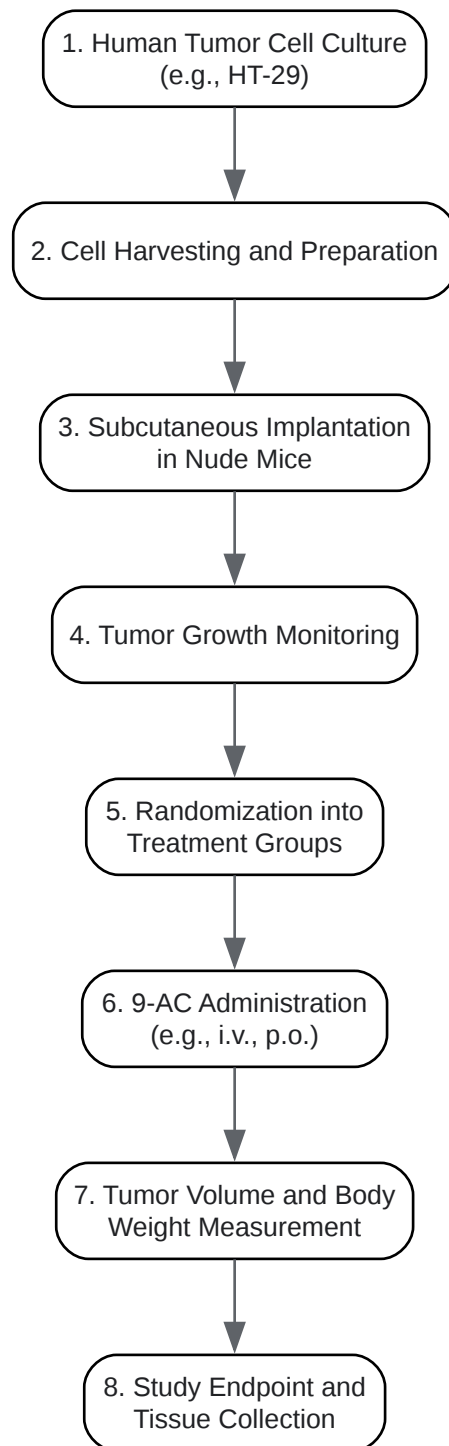 1. Human Tumor Cell Culture
(e.g., HT-29)
2. Cell Harvesting and Preparation
3. Subcutaneous Implantation
in Nude Mice
4. Tumor Growth Monitoring
5. Randomization into
Treatment Groups
6. 9-AC Administration
(e.g., i.v., p.o.)
7. Tumor Volume and Body
Weight Measurement
8. Study Endpoint and
Tissue Collection